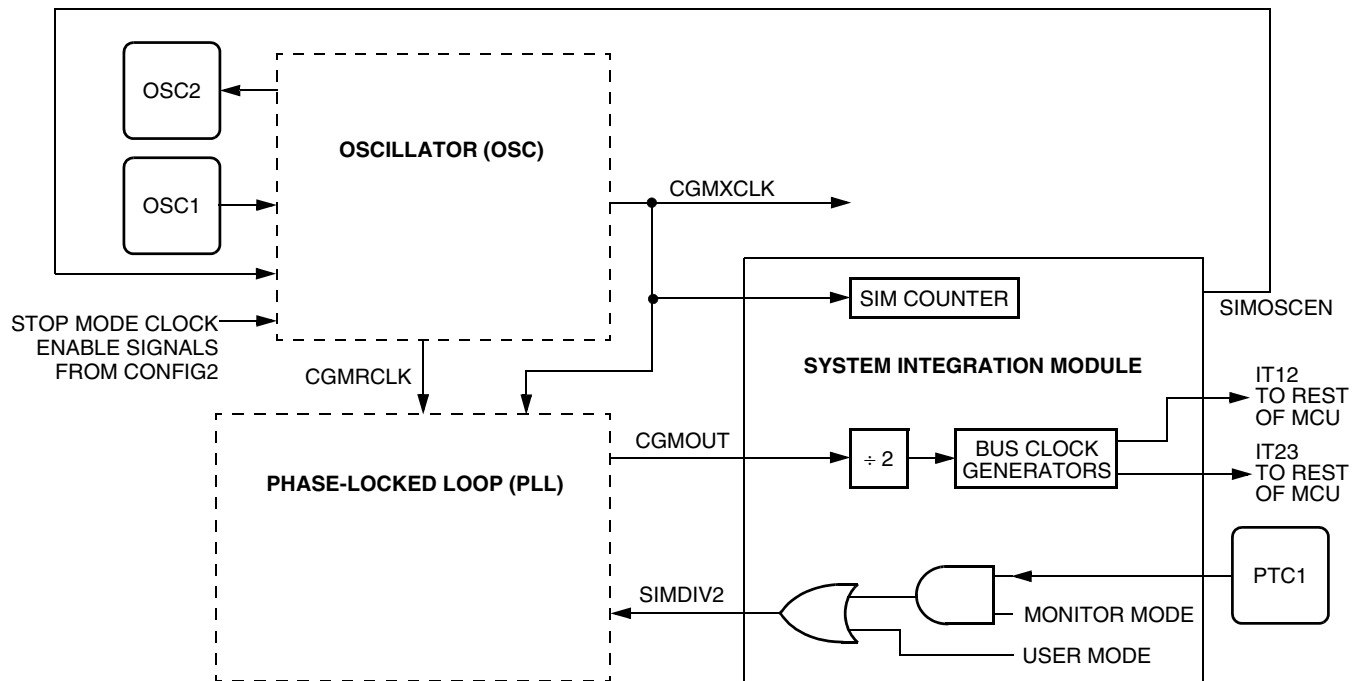 OSC2
OSCILLATOR (OSC)
OSC1
CGMXCLK
SIM COUNTER
SIMOSCEN
STOP MODE CLOCK
ENABLE SIGNALS
FROM CONFIG2
CGMRCLK
SYSTEM INTEGRATION MODULE
IT12
TO REST
OF MCU
CGMOUT
÷ 2
BUS CLOCK
GENERATORS
IT23
TO REST
OF MCU
PHASE-LOCKED LOOP (PLL)
PTC1
SIMDIV2
MONITOR MODE
USER MODE